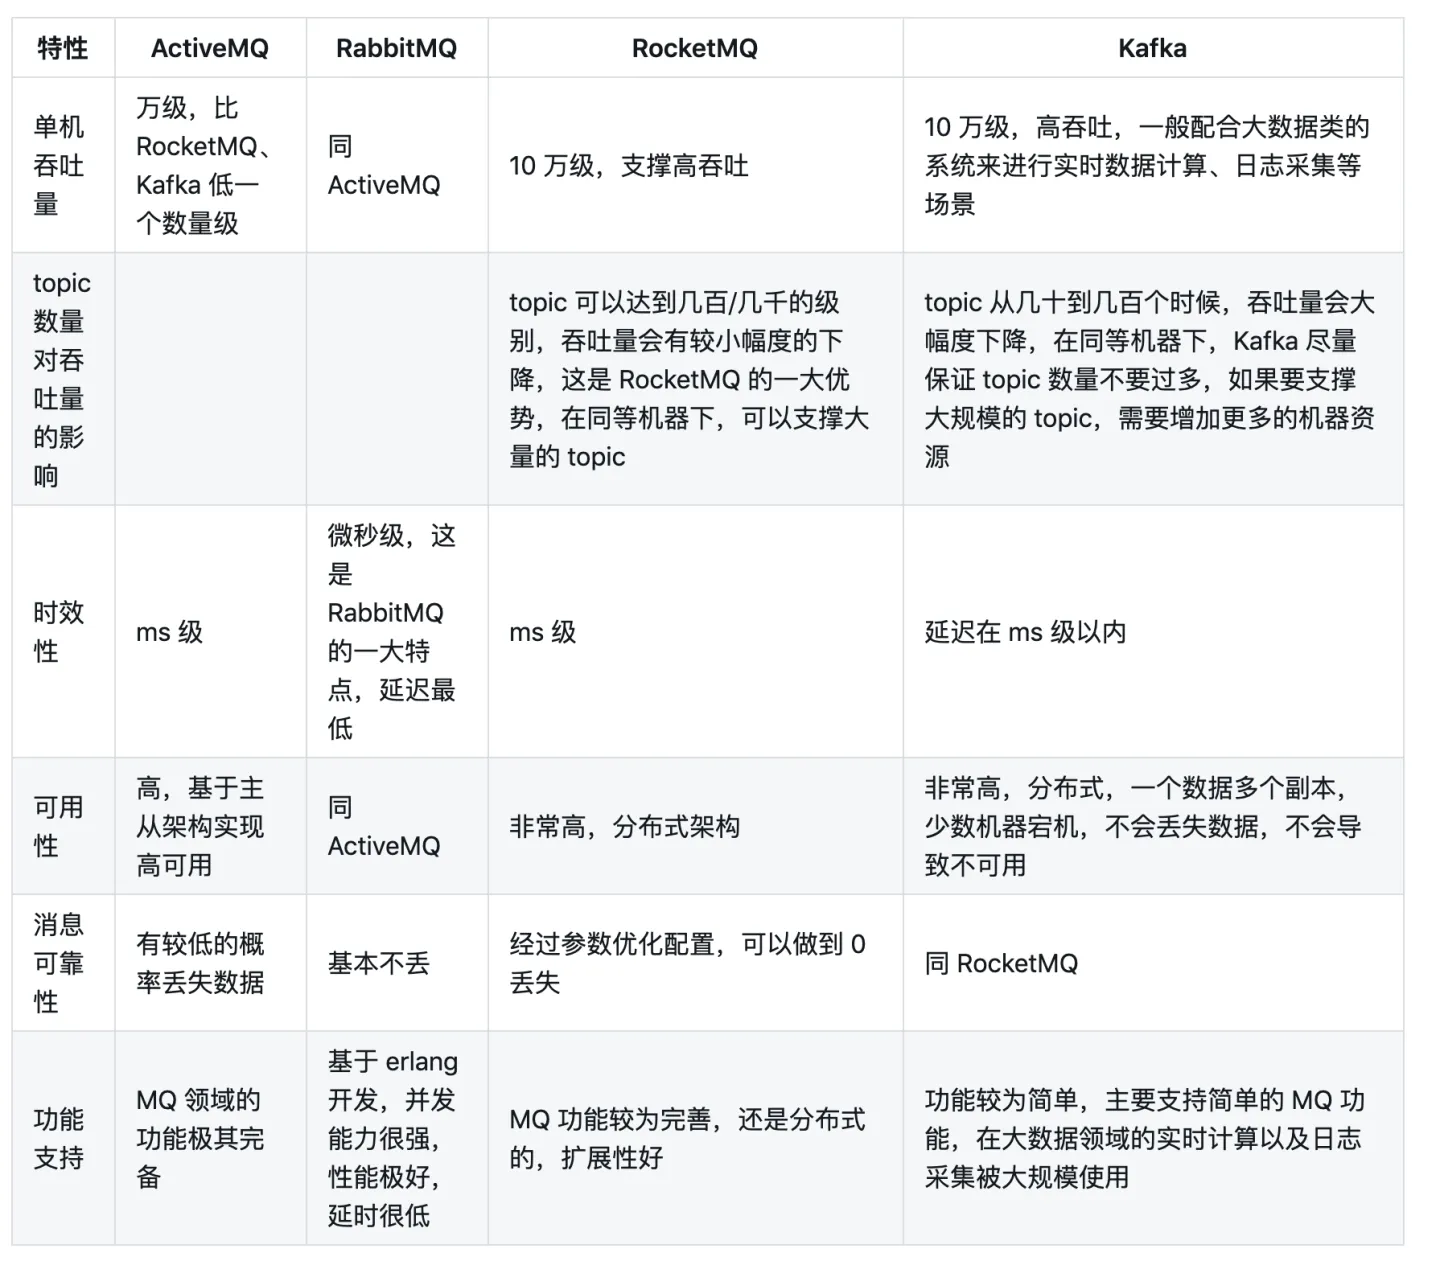 特性
ActiveMQ
RabbitMQ
RocketMQ
Kafka
单机
吞吐
量
万级，比
RocketMQ、
Kafka 低一
个数量级
同
ActiveMQ
10 万级，支撑高吞吐
10 万级，高吞吐，一般配合大数据类的
系统来进行实时数据计算、日志采集等
场景
topic
数量
对吞
吐量
的影
响
topic 可以达到几百/几千的级
别，吞吐量会有较小幅度的下
降，这是 RocketMQ 的一大优
势，在同等机器下，可以支撑大
量的 topic
topic 从几十到几百个时候，吞吐量会大
幅度下降，在同等机器下，Kafka 尽量
保证 topic 数量不要过多，如果要支撑
大规模的 topic，需要增加更多的机器资
源
时效
性
ms 级
微秒级，这
是
RabbitMQ
的一大特
点，延迟最
低
ms 级
延迟在 ms 级以内
可用
性
高，基于主
从架构实现
高可用
同
ActiveMQ
非常高，分布式架构
非常高，分布式，一个数据多个副本，
少数机器宕机，不会丢失数据，不会导
致不可用
消息
可靠
性
有较低的概
率丢失数据
基本不丢
经过参数优化配置，可以做到 0
丢失
同 RocketMQ
功能
支持
MQ 领域的
功能极其完
备
基于 erlang
开发，并发
能力很强，
性能极好，
延时很低
MQ 功能较为完善，还是分布式
的，扩展性好
功能较为简单，主要支持简单的 MQ 功
能，在大数据领域的实时计算以及日志
采集被大规模使用